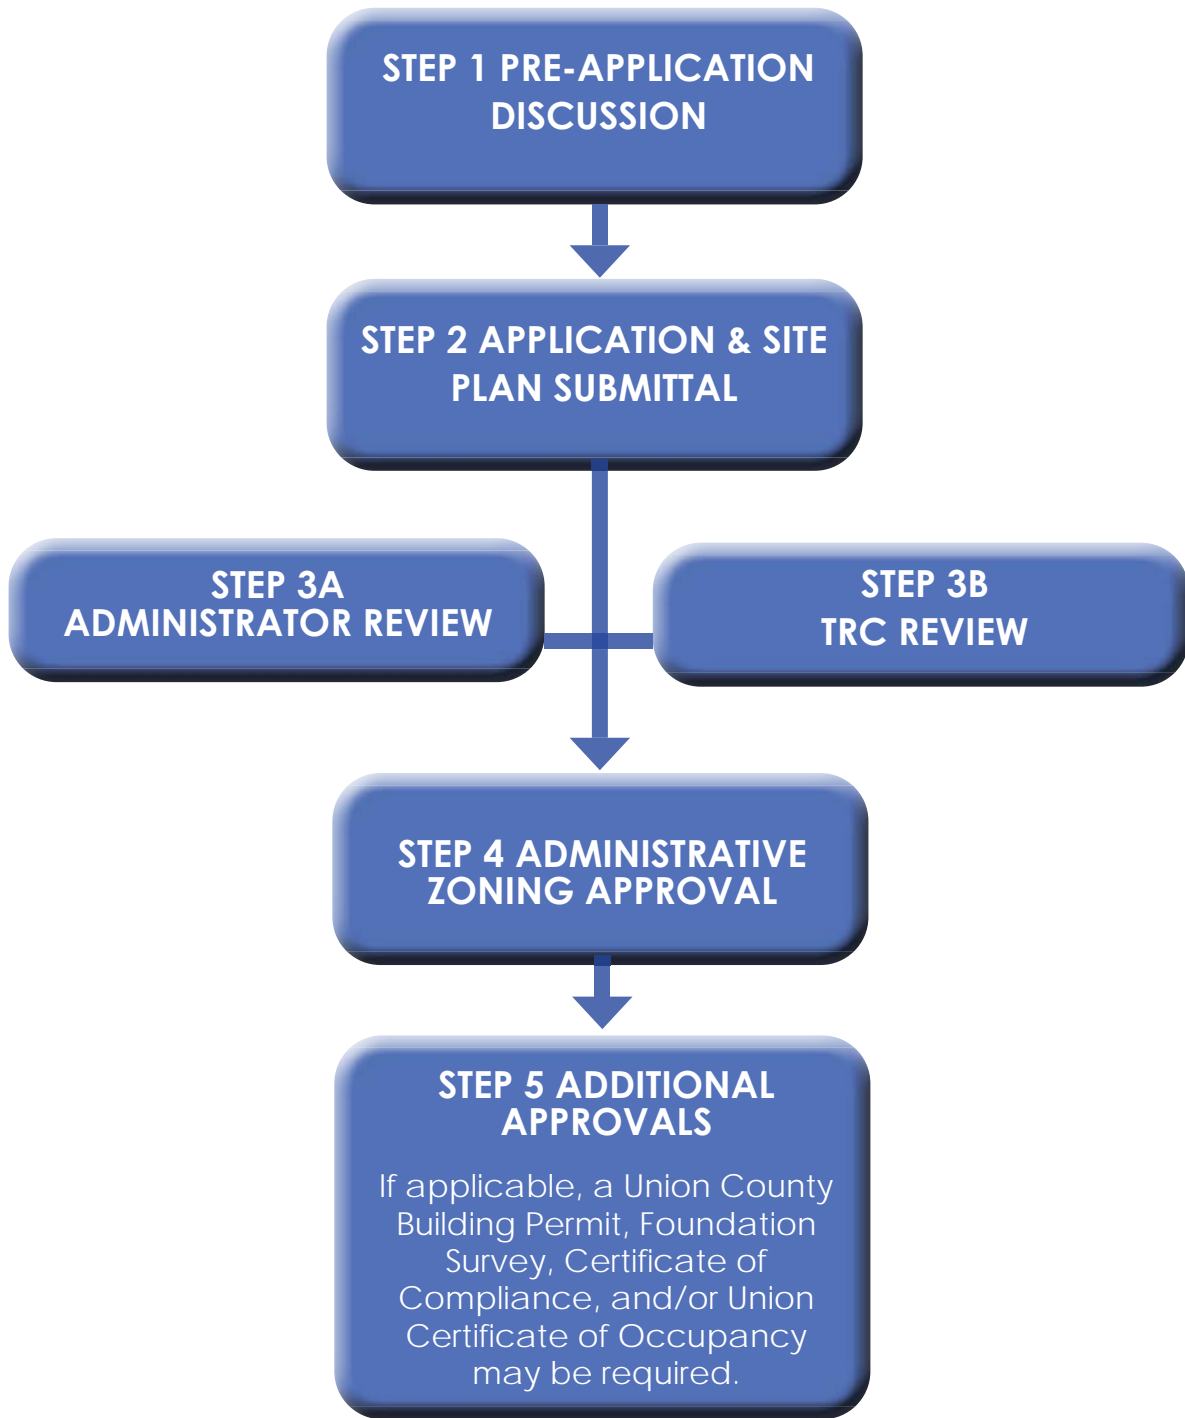 STEP 1 PRE-APPLICATION
DISCUSSION
STEP 2 APPLICATION & SITE
PLAN SUBMITTAL
STEP 3A
ADMINISTRATOR REVIEW
STEP 3B
TRC REVIEW
STEP 4 ADMINISTRATIVE
ZONING APPROVAL
STEP 5 ADDITIONAL
APPROVALS
If applicable, a Union County
Building Permit, Foundation
Survey, Certificate of
Compliance, and/or Union
Certificate of Occupancy
may be required.